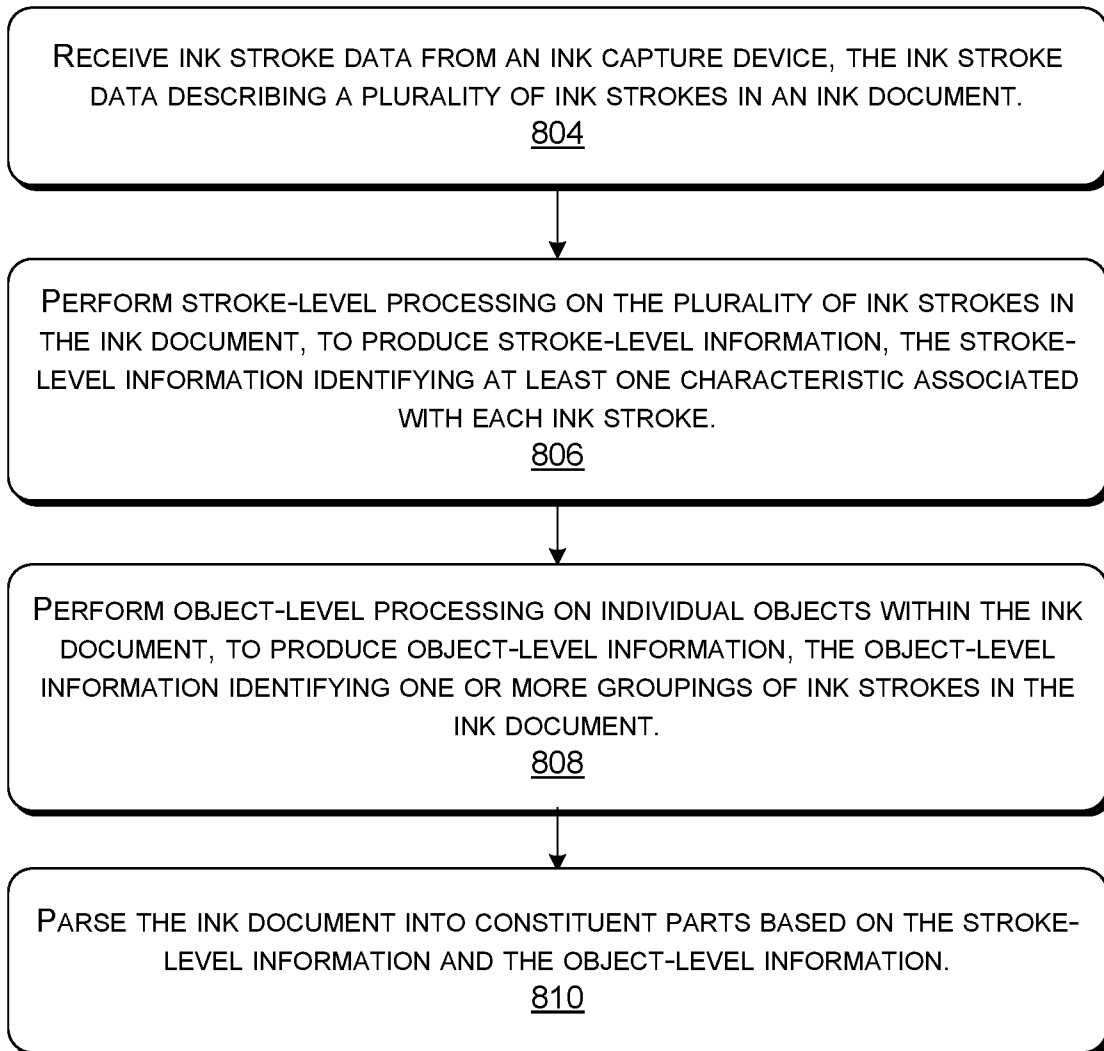 RECEIVE INK STROKE DATA FROM AN INK CAPTURE DEVICE, THE INK STROKE
DATA DESCRIBING A PLURALITY OF INK STROKES IN AN INK DOCUMENT.
804
PERFORM STROKE-LEVEL PROCESSING ON THE PLURALITY OF INK STROKES IN
THE INK DOCUMENT, TO PRODUCE STROKE-LEVEL INFORMATION, THE STROKE-
LEVEL INFORMATION IDENTIFYING AT LEAST ONE CHARACTERISTIC ASSOCIATED
WITH EACH INK STROKE.
806
PERFORM OBJECT-LEVEL PROCESSING ON INDIVIDUAL OBJECTS WITHIN THE INK
DOCUMENT, TO PRODUCE OBJECT-LEVEL INFORMATION, THE OBJECT-LEVEL
INFORMATION IDENTIFYING ONE OR MORE GROUPINGS OF INK STROKES IN THE
INK DOCUMENT.
808
PARSE THE INK DOCUMENT INTO CONSTITUENT PARTS BASED ON THE STROKE-
LEVEL INFORMATION AND THE OBJECT-LEVEL INFORMATION.
810